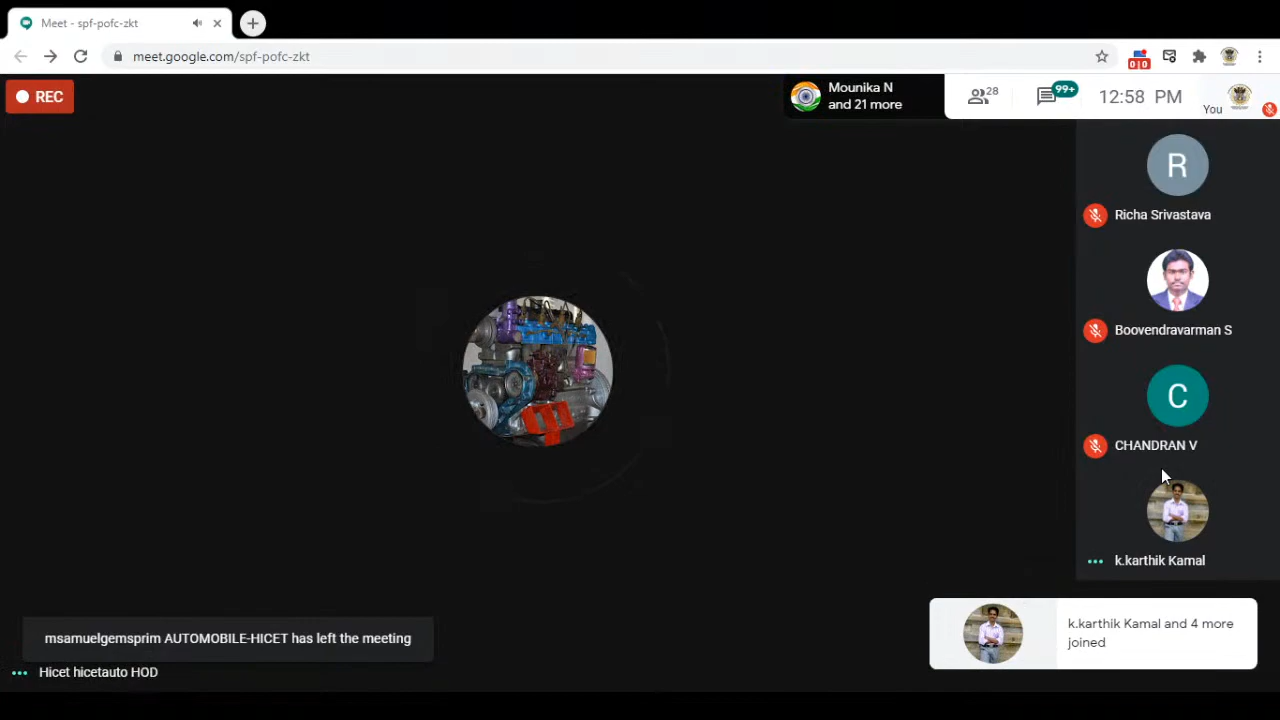 Meet - spf-pofc-zkt
meet.google.com/spf-pofc-zkt
0|0
REC
Mounika N
and 21 more
28
99+
12:58 PM
You
R
Richa Srivastava
Boovendravarman S
C
CHANDRAN V
k.karthik Kamal
k.karthik Kamal and 4 more
joined
msamuelgemsprim AUTOMOBILE-HICET has left the meeting
Hicet hicetauto HOD